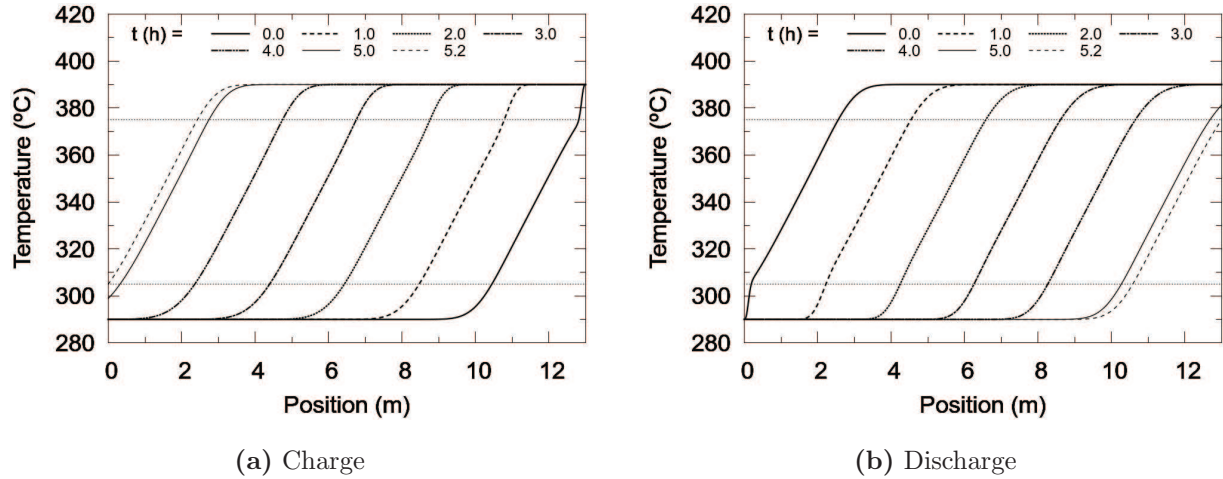 t (h) = 0.0 1.0 2.0 3.0
4.0 5.0 5.2
420
400
380
360
340
320
300
280
Temperature (ºC)
0 2 4 6 8 10 12
Position (m)
(a) Charge
t (h) = 0.0 1.0 2.0 3.0
4.0 5.0 5.2
420
400
380
360
340
320
300
280
Temperature (ºC)
0 2 4 6 8 10 12
Position (m)
(b) Discharge